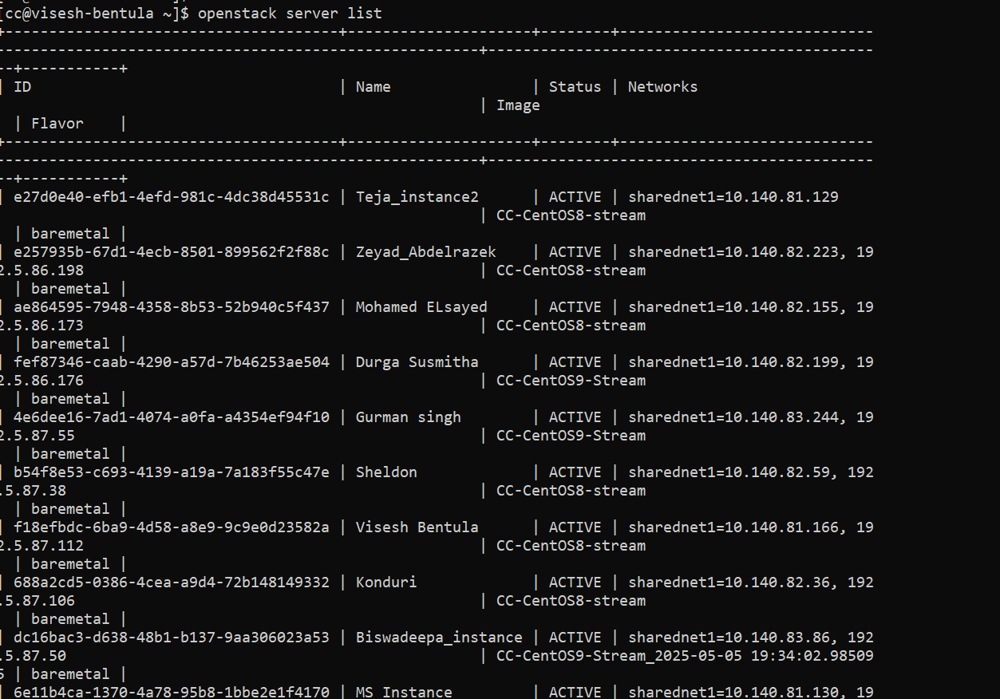 [cc@visesh-bentula ~]$ openstack server list
+--------------------------------------+---------------------+--------+-----------------------------
-------------------------------------------------------+--------------------------------------------
--+-----------+
| ID                                   | Name                | Status | Networks
                                                       | Image
  | Flavor    |
+--------------------------------------+---------------------+--------+-----------------------------
-------------------------------------------------------+--------------------------------------------
--+-----------+
| e27d0e40-efb1-4efd-981c-4dc38d45531c | Teja_instance2      | ACTIVE | sharednet1=10.140.81.129
                                                       | CC-CentOS8-stream
  | baremetal |
| e257935b-67d1-4ecb-8501-899562f2f88c | Zeyad_Abdelrazek    | ACTIVE | sharednet1=10.140.82.223, 19
2.5.86.198                                             | CC-CentOS8-stream
  | baremetal |
| ae864595-7948-4358-8b53-52b940c5f437 | Mohamed ELsayed     | ACTIVE | sharednet1=10.140.82.155, 19
2.5.86.173                                             | CC-CentOS8-stream
  | baremetal |
| fef87346-caab-4290-a57d-7b46253ae504 | Durga Susmitha      | ACTIVE | sharednet1=10.140.82.199, 19
2.5.86.176                                             | CC-CentOS9-Stream
  | baremetal |
| 4e6dee16-7ad1-4074-a0fa-a4354ef94f10 | Gurman singh        | ACTIVE | sharednet1=10.140.83.244, 19
2.5.87.55                                              | CC-CentOS9-Stream
  | baremetal |
| b54f8e53-c693-4139-a19a-7a183f55c47e | Sheldon             | ACTIVE | sharednet1=10.140.82.59, 192
.5.87.38                                               | CC-CentOS8-stream
  | baremetal |
| f18efbdc-6ba9-4d58-a8e9-9c9e0d23582a | Visesh Bentula      | ACTIVE | sharednet1=10.140.81.166, 19
2.5.87.112                                             | CC-CentOS8-stream
  | baremetal |
| 688a2cd5-0386-4cea-a9d4-72b148149332 | Konduri             | ACTIVE | sharednet1=10.140.82.36, 192
.5.87.106                                              | CC-CentOS8-stream
  | baremetal |
| dc16bac3-d638-48b1-b137-9aa306023a53 | Biswadeepa_instance | ACTIVE | sharednet1=10.140.83.86, 192
.5.87.50                                               | CC-CentOS9-Stream_2025-05-05 19:34:02.98509
5 | baremetal |
| 6e11b4ca-1370-4a78-95b8-1bbe2e1f4170 | MS Instance         | ACTIVE | sharednet1=10.140.81.130, 19